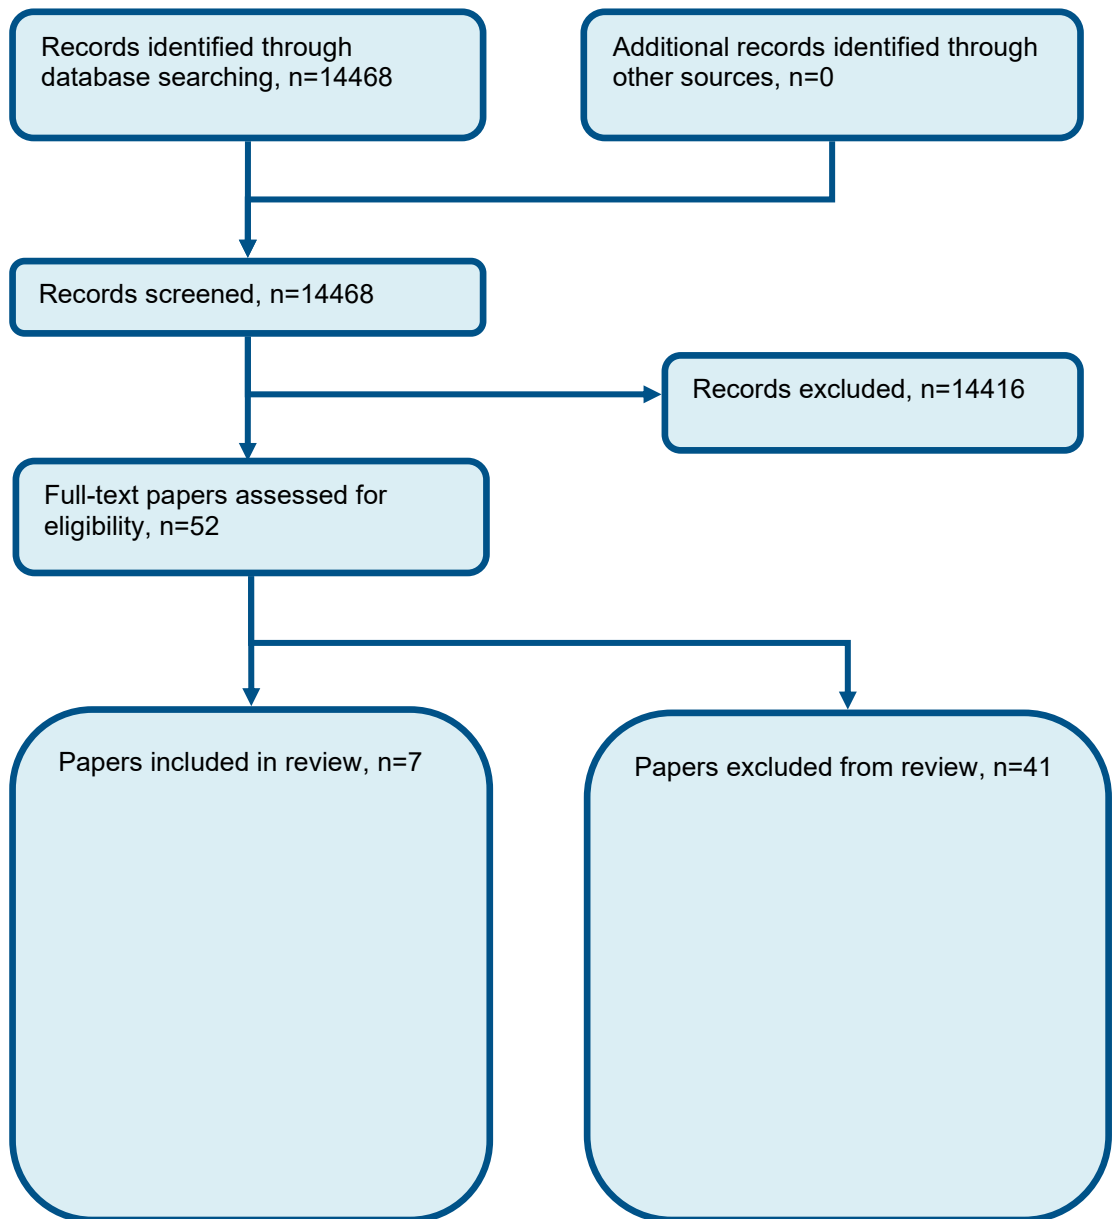 Records identified through
database searching, n=14468
Additional records identified through
other sources, n=0
Records screened, n=14468
Records excluded, n=14416
Full-text papers assessed for
eligibility, n=52
Papers included in review, n=7
Papers excluded from review, n=41